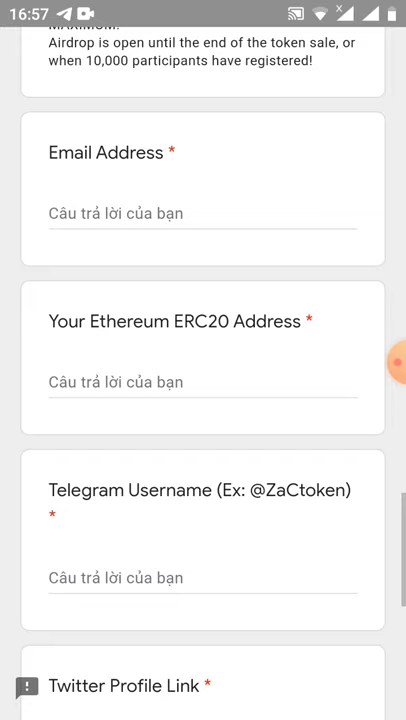 16:57
MAXIMUM!
Airdrop is open until the end of the token sale, or
when 10,000 participants have registered!
Email Address *
Câu trả lời của bạn
Your Ethereum ERC20 Address *
Câu trả lời của bạn
Telegram Username (Ex: @ZaCtoken)
*
Câu trả lời của bạn
Twitter Profile Link *